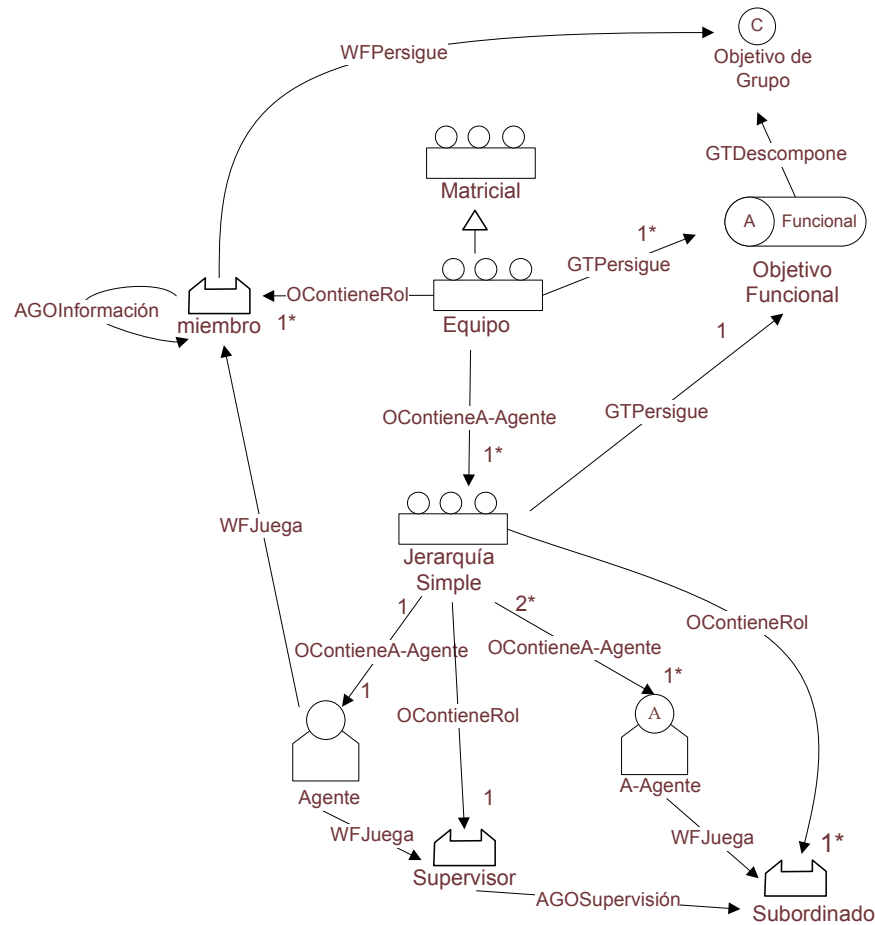 C
WFPersigue
Objetivo de
Grupo
GTDescompone
Matricial
A
Funcional
1*
GTPersigue
Objetivo
Funcional
OContieneRol
AGOInformación
miembro
1*
Equipo
1
OContieneA-Agente
GTPersigue
1*
WFJuega
Jerarquía
Simple
1
2*
OContieneRol
OContieneA-Agente
OContieneA-Agente
1
1*
A
OContieneRol
A-Agente
Agente
1
WFJuega
WFJuega
1*
Supervisor
AGOSupervisión
Subordinado